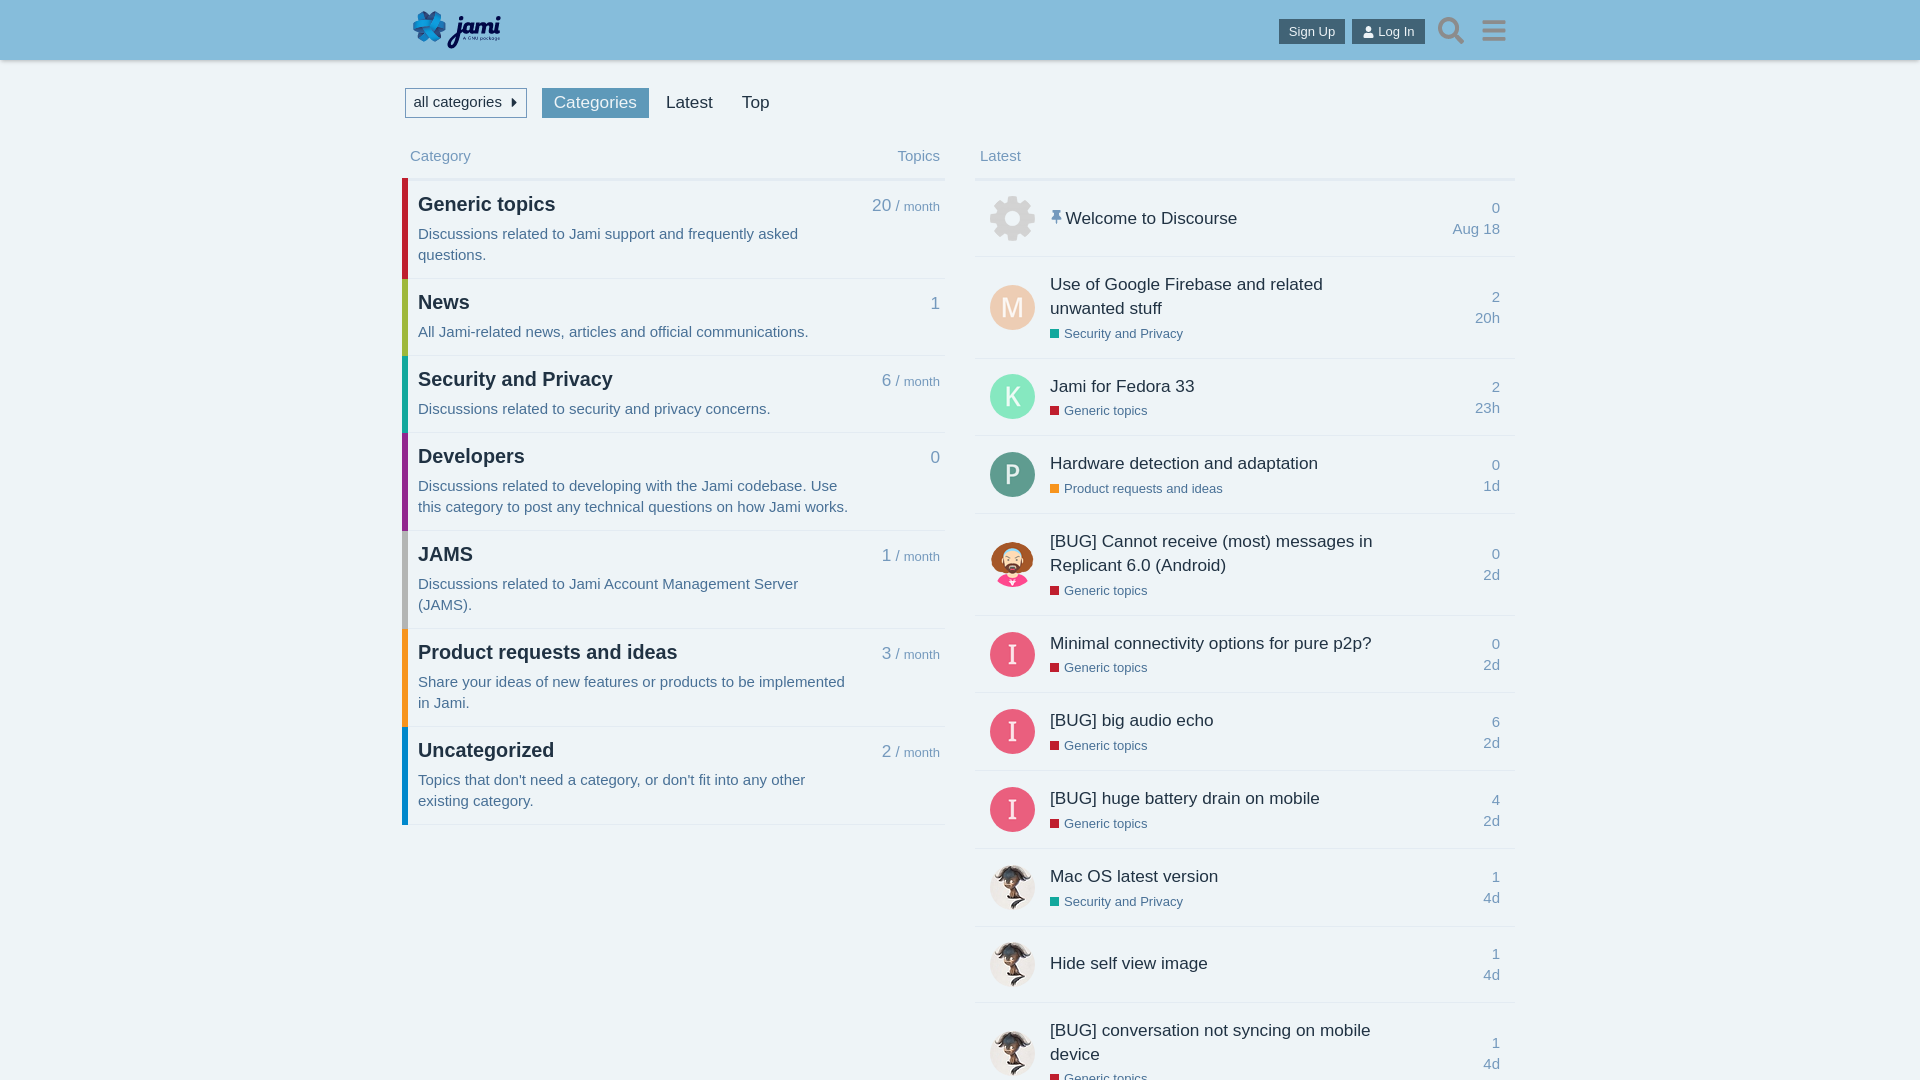 jami
A GNU package
Sign Up
Log In
all categories
Categories
Latest
Top
Category
Topics
Generic topics
20 / month
Discussions related to Jami support and frequently asked
questions.
News
1
All Jami-related news, articles and official communications.
Security and Privacy
6 / month
Discussions related to security and privacy concerns.
Developers
0
Discussions related to developing with the Jami codebase. Use
this category to post any technical questions on how Jami works.
JAMS
1 / month
Discussions related to Jami Account Management Server
(JAMS).
Product requests and ideas
3 / month
Share your ideas of new features or products to be implemented
in Jami.
Uncategorized
2 / month
Topics that don't need a category, or don't fit into any other
existing category.
Latest
Welcome to Discourse
0
Aug 18
M
Use of Google Firebase and related
unwanted stuff
Security and Privacy
2
20h
K
Jami for Fedora 33
Generic topics
2
23h
P
Hardware detection and adaptation
Product requests and ideas
0
1d
[BUG] Cannot receive (most) messages in
Replicant 6.0 (Android)
Generic topics
0
2d
I
Minimal connectivity options for pure p2p?
Generic topics
0
2d
I
[BUG] big audio echo
Generic topics
6
2d
I
[BUG] huge battery drain on mobile
Generic topics
4
2d
Mac OS latest version
Security and Privacy
1
4d
Hide self view image
1
4d
[BUG] conversation not syncing on mobile
device
Generic topics
1
4d